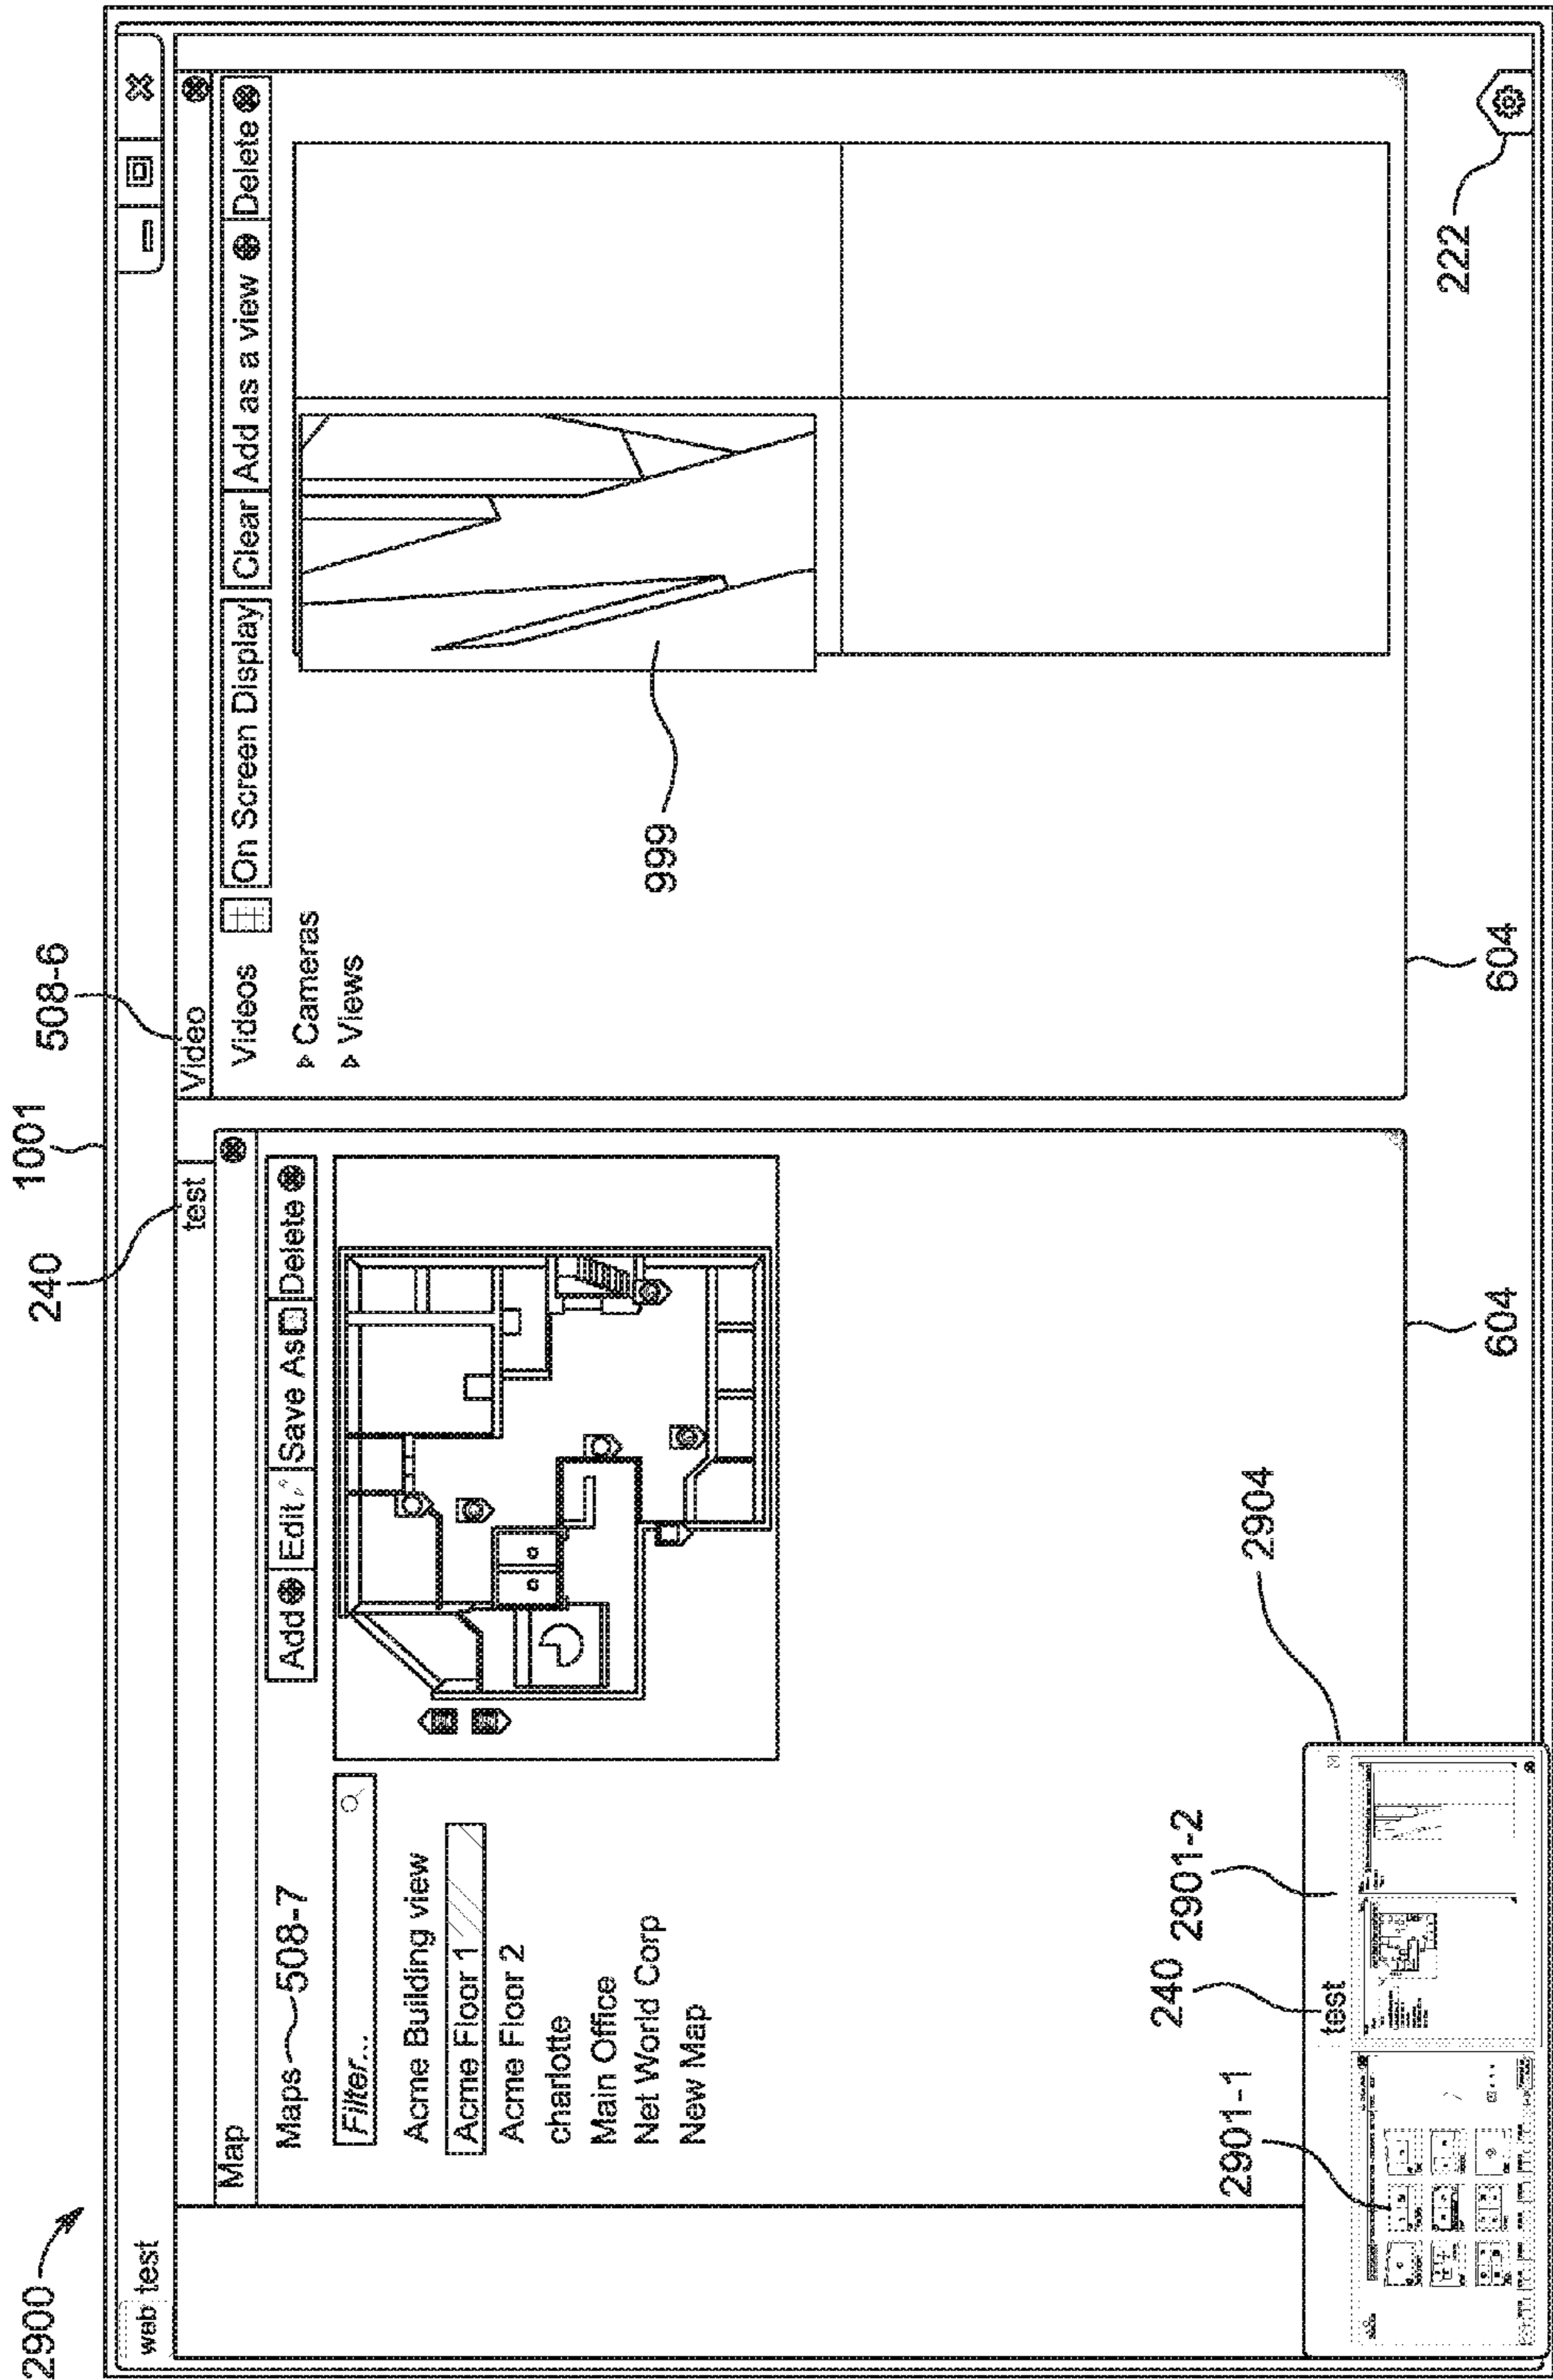 2900
240
1001
508-6
wab test
test
Video
Map
Maps
508-7
Add
Edit
Save As
Delete
Filter...
Acme Building view
Acme Floor 1
Acme Floor 2
charlotte
Main Office
Net World Corp
New Map
Videos
On Screen Display
Clear
Add as a view
Delete
Cameras
Views
999
2901-1
240
2901-2
test
2904
604
604
222